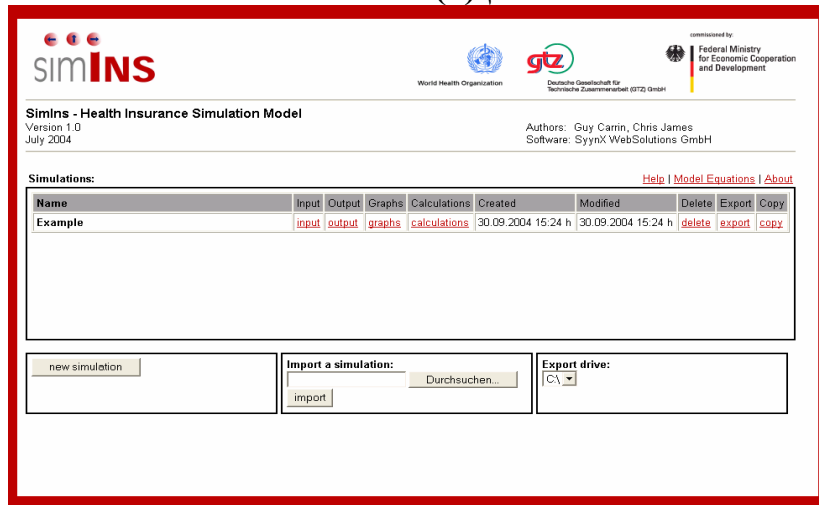 simINS
World Health Organization
gtz
Deutsche Gesellschaft für
Technische Zusammenarbeit (GTZ) GmbH
commissioned by:
Federal Ministry
for Economic Cooperation
and Development
SimIns - Health Insurance Simulation Model
Version 1.0
July 2004
Authors: Guy Carrin, Chris James
Software: SyynX WebSolutions GmbH
Simulations:
Help | Model Equations | About
Name Input Output Graphs Calculations Created Modified Delete Export Copy
Example input output graphs calculations 30.09.2004 15:24 h 30.09.2004 15:24 h delete export copy
new simulation
Import a simulation:
Durchsuchen...
import
Export drive:
C:\